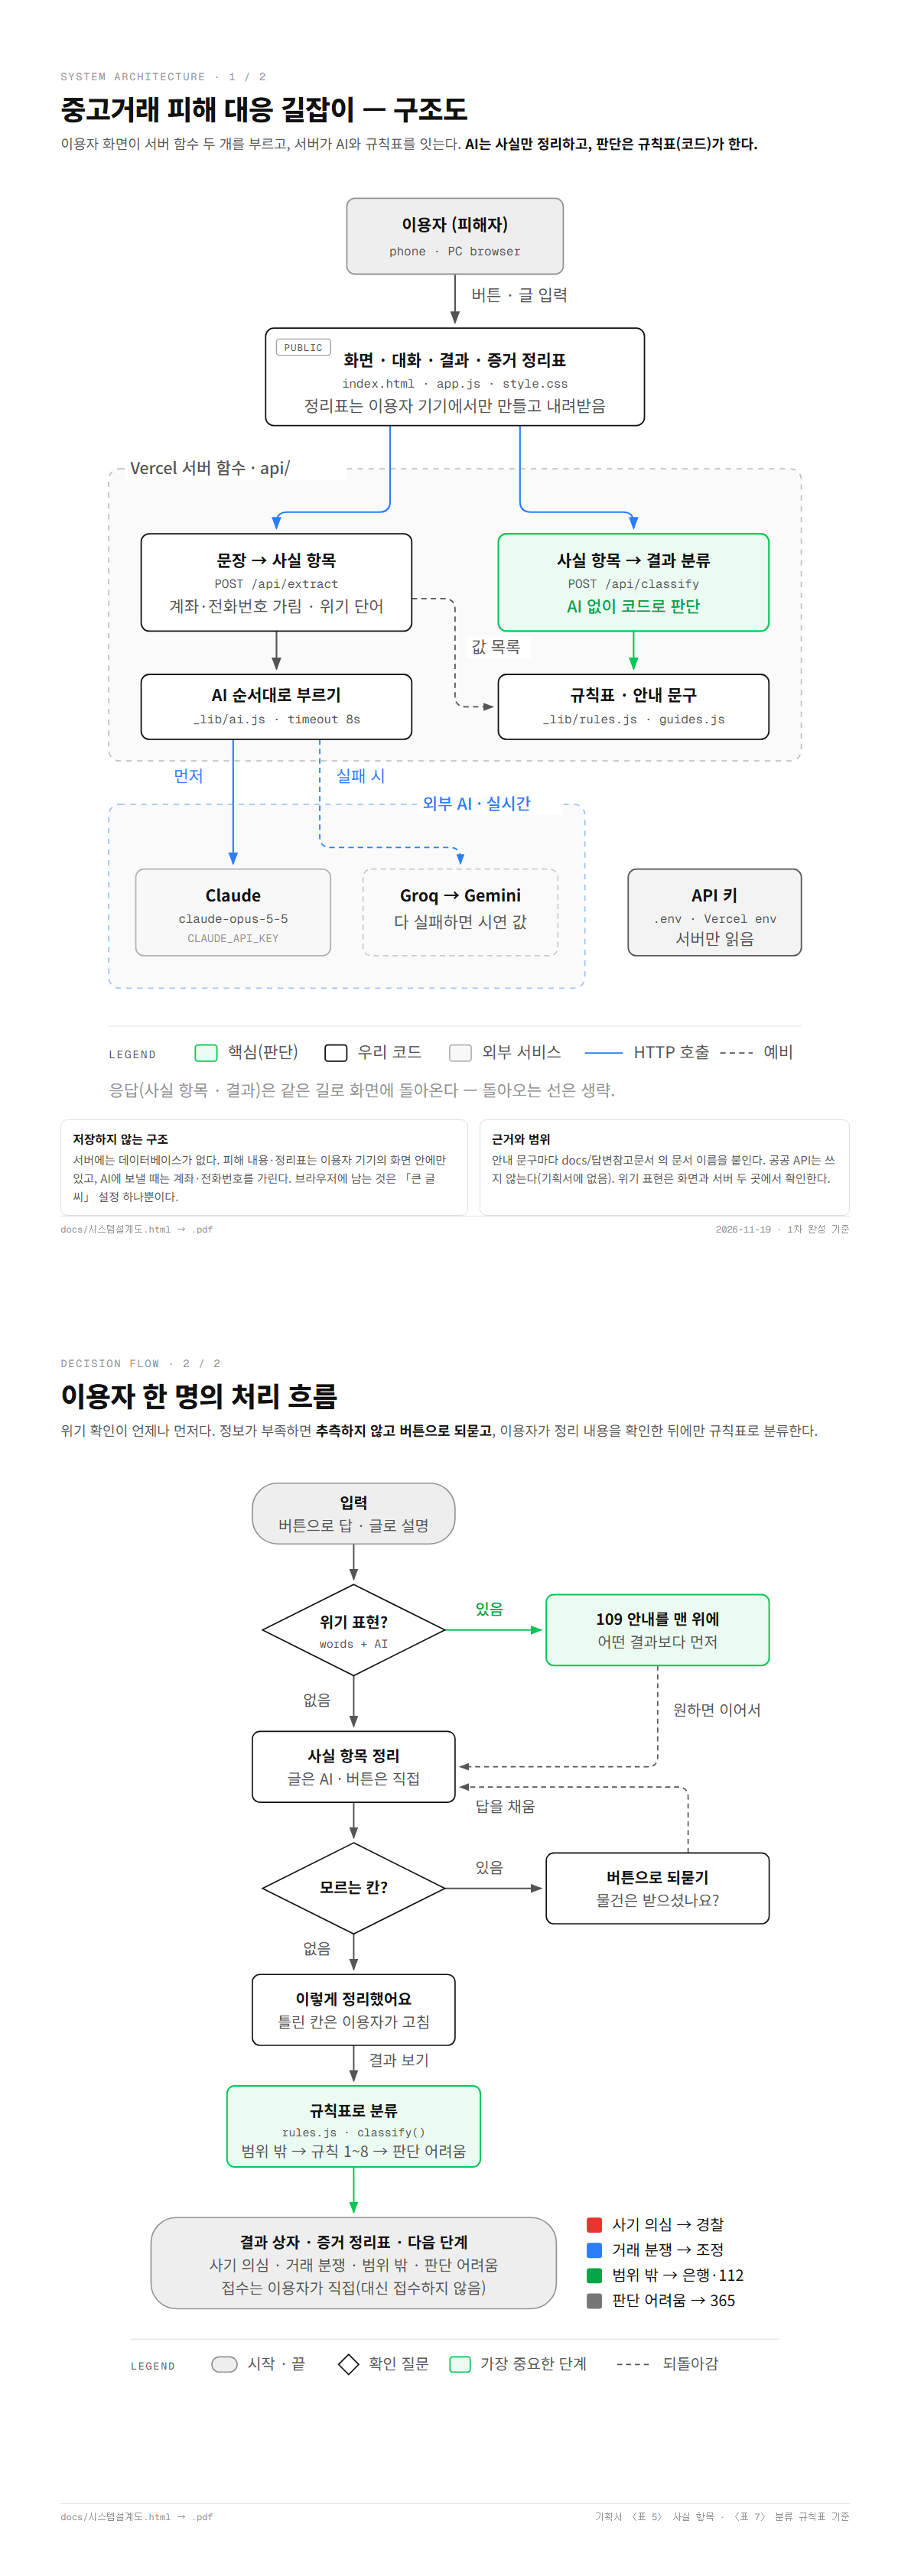 SYSTEM ARCHITECTURE · 1 / 2
중고거래 피해 대응 길잡이 — 구조도
이용자 화면이 서버 함수 두 개를 부르고, 서버가 AI와 규칙표를 잇는다. AI는 사실만 정리하고, 판단은 규칙표(코드)가 한다.
이용자 (피해자)
phone · PC browser
버튼 · 글 입력
PUBLIC
화면 · 대화 · 결과 · 증거 정리표
index.html · app.js · style.css
정리표는 이용자 기기에서만 만들고 내려받음
Vercel 서버 함수 · api/
문장 → 사실 항목
POST /api/extract
계좌·전화번호 가림 · 위기 단어
사실 항목 → 결과 분류
POST /api/classify
AI 없이 코드로 판단
값 목록
AI 순서대로 부르기
_lib/ai.js · timeout 8s
규칙표 · 안내 문구
_lib/rules.js · guides.js
먼저
실패 시
외부 AI · 실시간
Claude
claude-opus-5-5
CLAUDE_API_KEY
Groq → Gemini
다 실패하면 시연 값
API 키
.env · Vercel env
서버만 읽음
LEGEND
핵심(판단)
우리 코드
외부 서비스
HTTP 호출
예비
응답(사실 항목 · 결과)은 같은 길로 화면에 돌아온다 — 돌아오는 선은 생략.
저장하지 않는 구조
서버에는 데이터베이스가 없다. 피해 내용·정리표는 이용자 기기의 화면 안에만
있고, AI에 보낼 때는 계좌·전화번호를 가린다. 브라우저에 남는 것은 「큰 글
씨」 설정 하나뿐이다.
근거와 범위
안내 문구마다 docs/답변참고문서 의 문서 이름을 붙인다. 공공 API는 쓰
지 않는다(기획서에 없음). 위기 표현은 화면과 서버 두 곳에서 확인한다.
docs/시스템설계도.html → .pdf
2026-11-19 · 1차 완성 기준
DECISION FLOW · 2 / 2
이용자 한 명의 처리 흐름
위기 확인이 언제나 먼저다. 정보가 부족하면 추측하지 않고 버튼으로 되묻고, 이용자가 정리 내용을 확인한 뒤에만 규칙표로 분류한다.
입력
버튼으로 답 · 글로 설명
위기 표현?
words + AI
있음
109 안내를 맨 위에
어떤 결과보다 먼저
없음
원하면 이어서
사실 항목 정리
글은 AI · 버튼은 직접
답을 채움
모르는 칸?
있음
버튼으로 되묻기
물건은 받으셨나요?
없음
이렇게 정리했어요
틀린 칸은 이용자가 고침
결과 보기
규칙표로 분류
rules.js · classify()
범위 밖 → 규칙 1~8 → 판단 어려움
결과 상자 · 증거 정리표 · 다음 단계
사기 의심 · 거래 분쟁 · 범위 밖 · 판단 어려움
접수는 이용자가 직접(대신 접수하지 않음)
사기 의심 → 경찰
거래 분쟁 → 조정
범위 밖 → 은행·112
판단 어려움 → 365
LEGEND
시작 · 끝
확인 질문
가장 중요한 단계
되돌아감
docs/시스템설계도.html → .pdf
기획서 〈표 5〉 사실 항목 · 〈표 7〉 분류 규칙표 기준